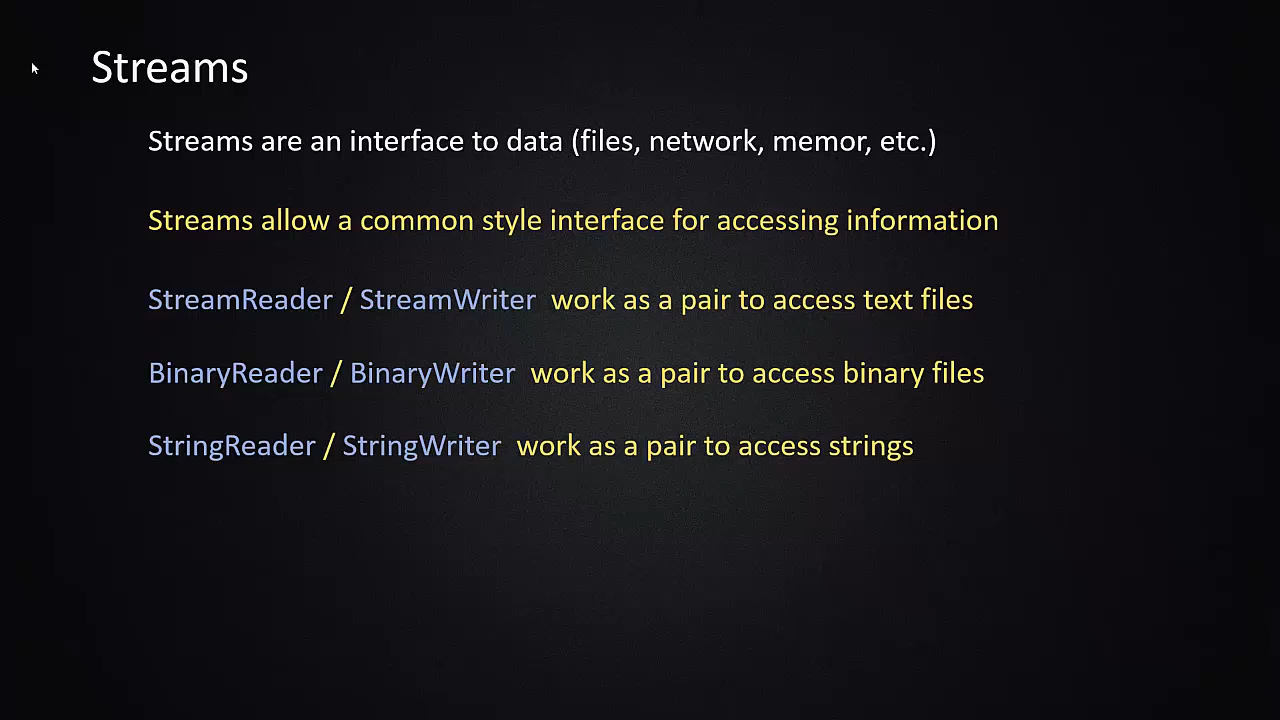 Streams
Streams are an interface to data (files, network, memor, etc.)
Streams allow a common style interface for accessing information
StreamReader / StreamWriter work as a pair to access text files
BinaryReader / BinaryWriter work as a pair to access binary files
StringReader / StringWriter work as a pair to access strings